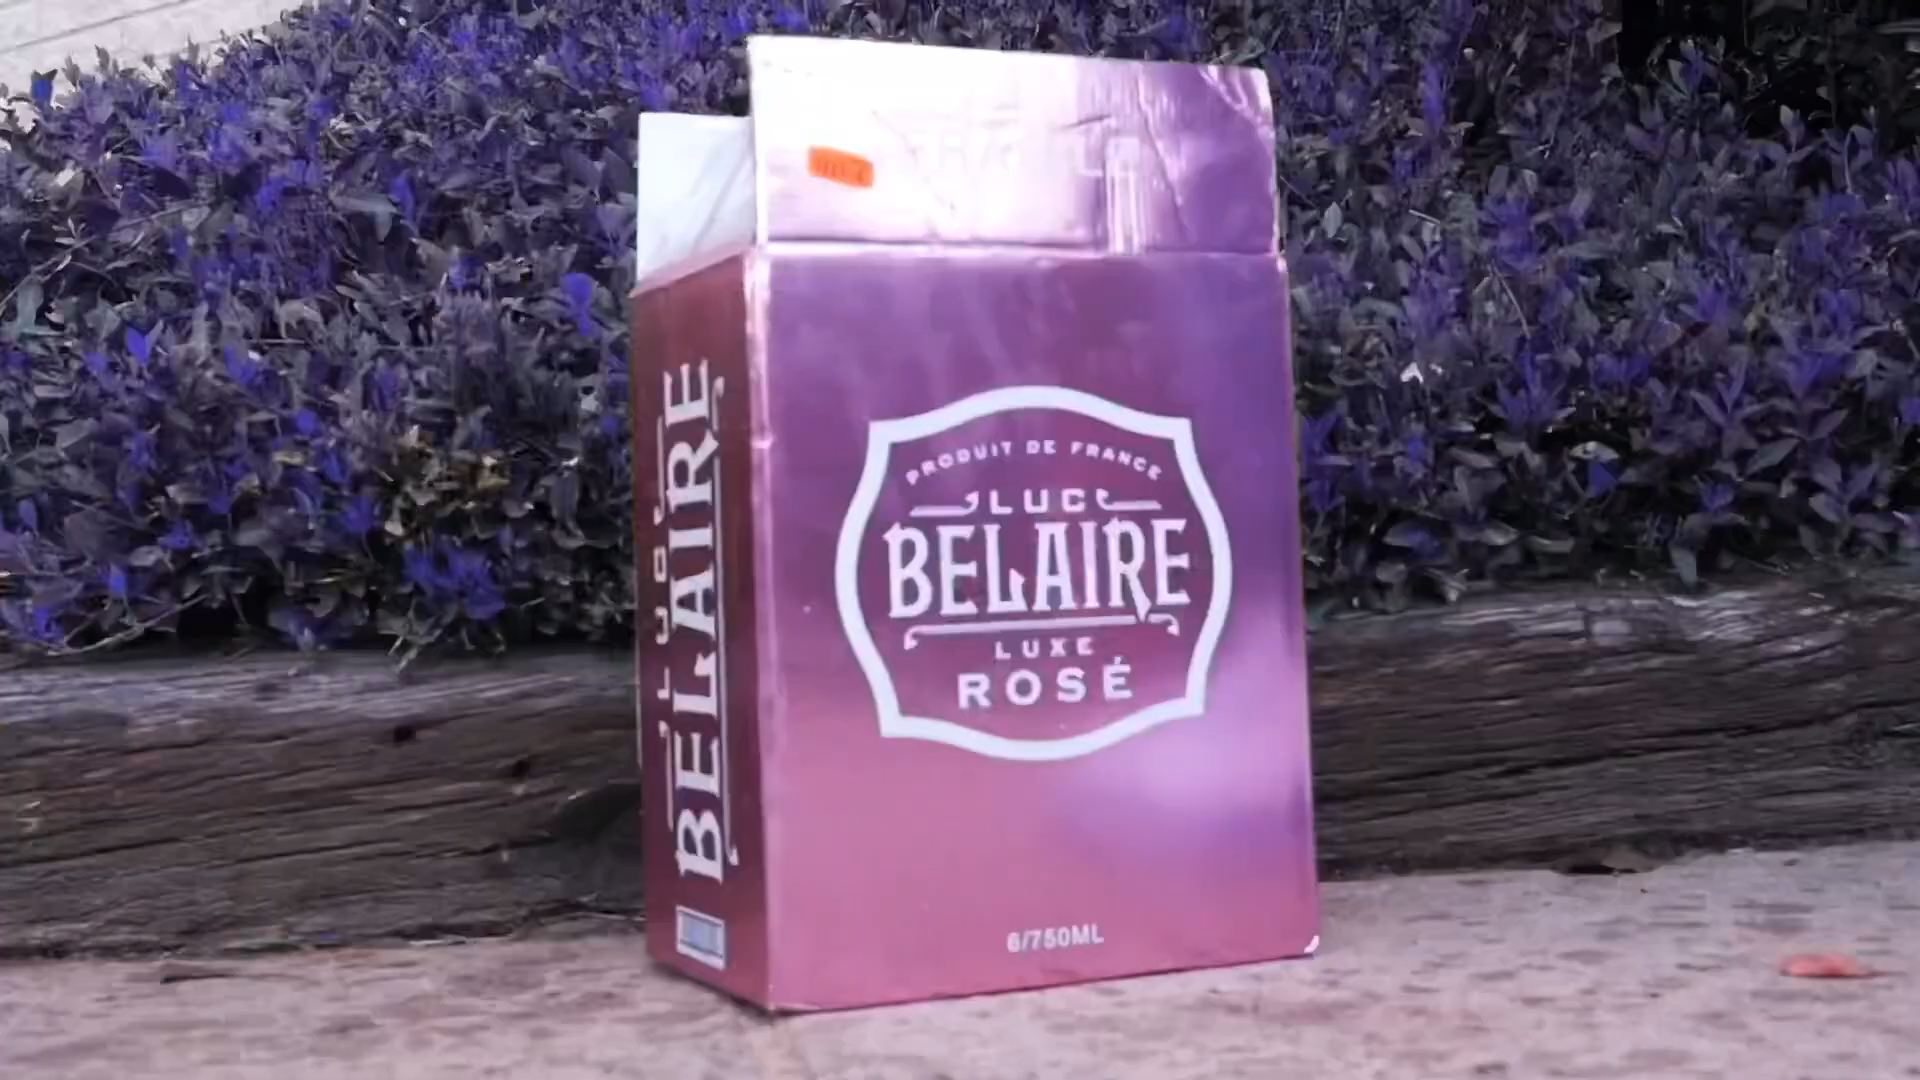 PRODUIT DE FRANCE
LUC
BELAIRE
LUXE
ROSÉ
6/750ML
LUC
BELAIRE